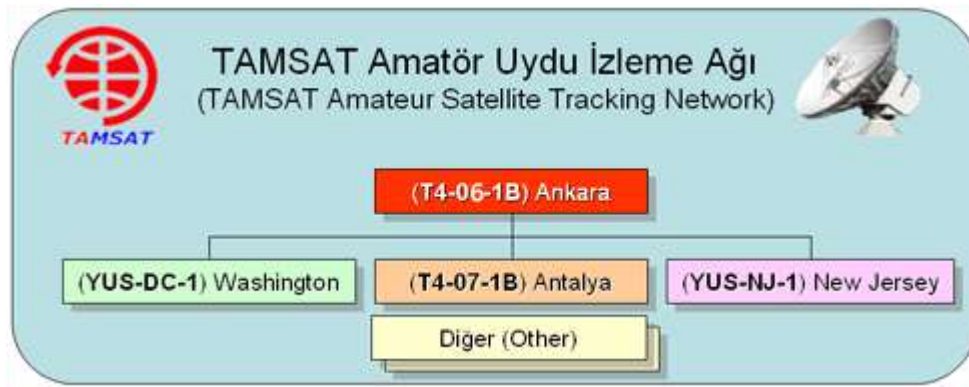 TAMSAT Amatör Uydu İzleme Ağı
(TAMSAT Amateur Satellite Tracking Network)
TAMSAT
(T4-06-1B) Ankara
(YUS-DC-1) Washington
(T4-07-1B) Antalya
(YUS-NJ-1) New Jersey
Diğer (Other)